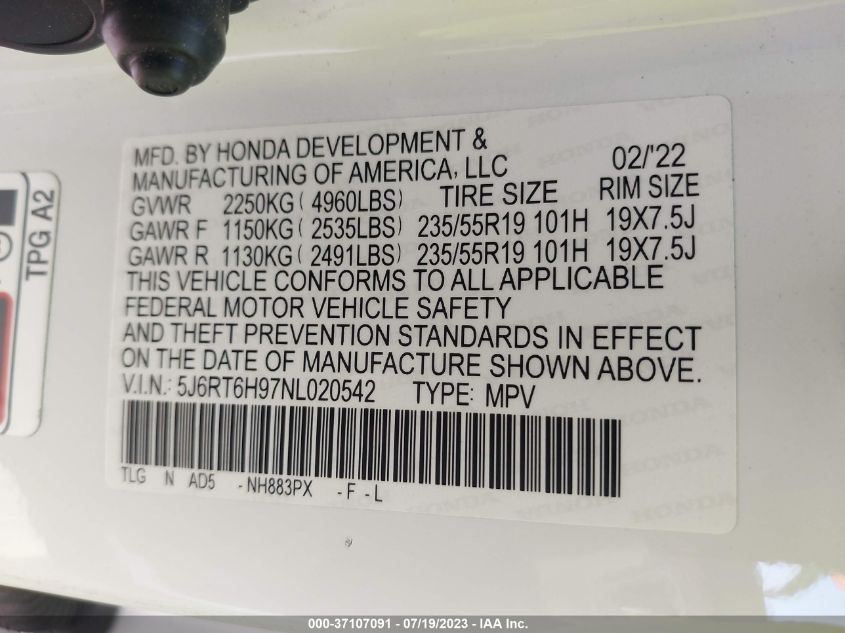 MFD. BY HONDA DEVELOPMENT &
MANUFACTURING OF AMERICA, LLC 02/'22
GVWR 2250KG ( 4960LBS) TIRE SIZE RIM SIZE
GAWR F 1150KG ( 2535LBS) 235/55R19 101H 19X7.5J
GAWR R 1130KG ( 2491LBS) 235/55R19 101H 19X7.5J
THIS VEHICLE CONFORMS TO ALL APPLICABLE
FEDERAL MOTOR VEHICLE SAFETY
AND THEFT PREVENTION STANDARDS IN EFFECT
ON THE DATE OF MANUFACTURE SHOWN ABOVE.
V.I.N.: 5J6RT6H97NL020542 TYPE: MPV
TLG N AD5 -NH883PX -F -L
TPG A2
HONDA
000-37107091 - 07/19/2023 - IAA Inc.